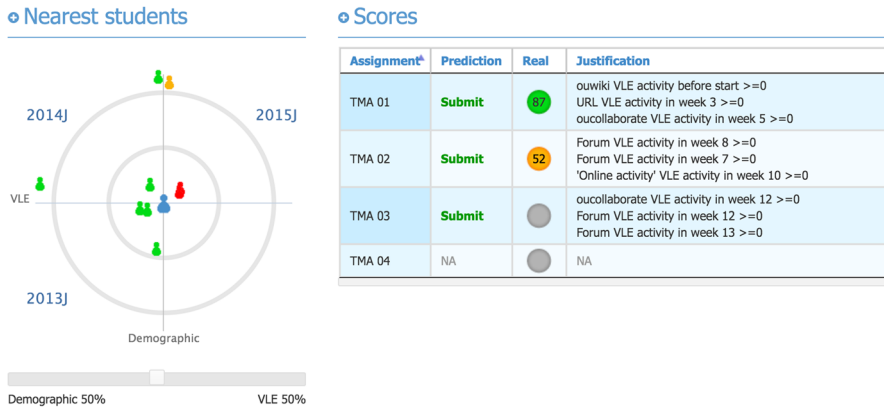 Nearest students
2014J
2015J
VLE
2013J
Demographic
Demographic 50%
VLE 50%
Scores
Assignment Prediction Real Justification
TMA 01 Submit 87 ouwiki VLE activity before start >=0
URL VLE activity in week 3 >=0
oucollaborate VLE activity in week 5 >=0
TMA 02 Submit 52 Forum VLE activity in week 8 >=0
Forum VLE activity in week 7 >=0
'Online activity' VLE activity in week 10 >=0
TMA 03 Submit oucollaborate VLE activity in week 12 >=0
Forum VLE activity in week 12 >=0
Forum VLE activity in week 13 >=0
TMA 04 NA NA